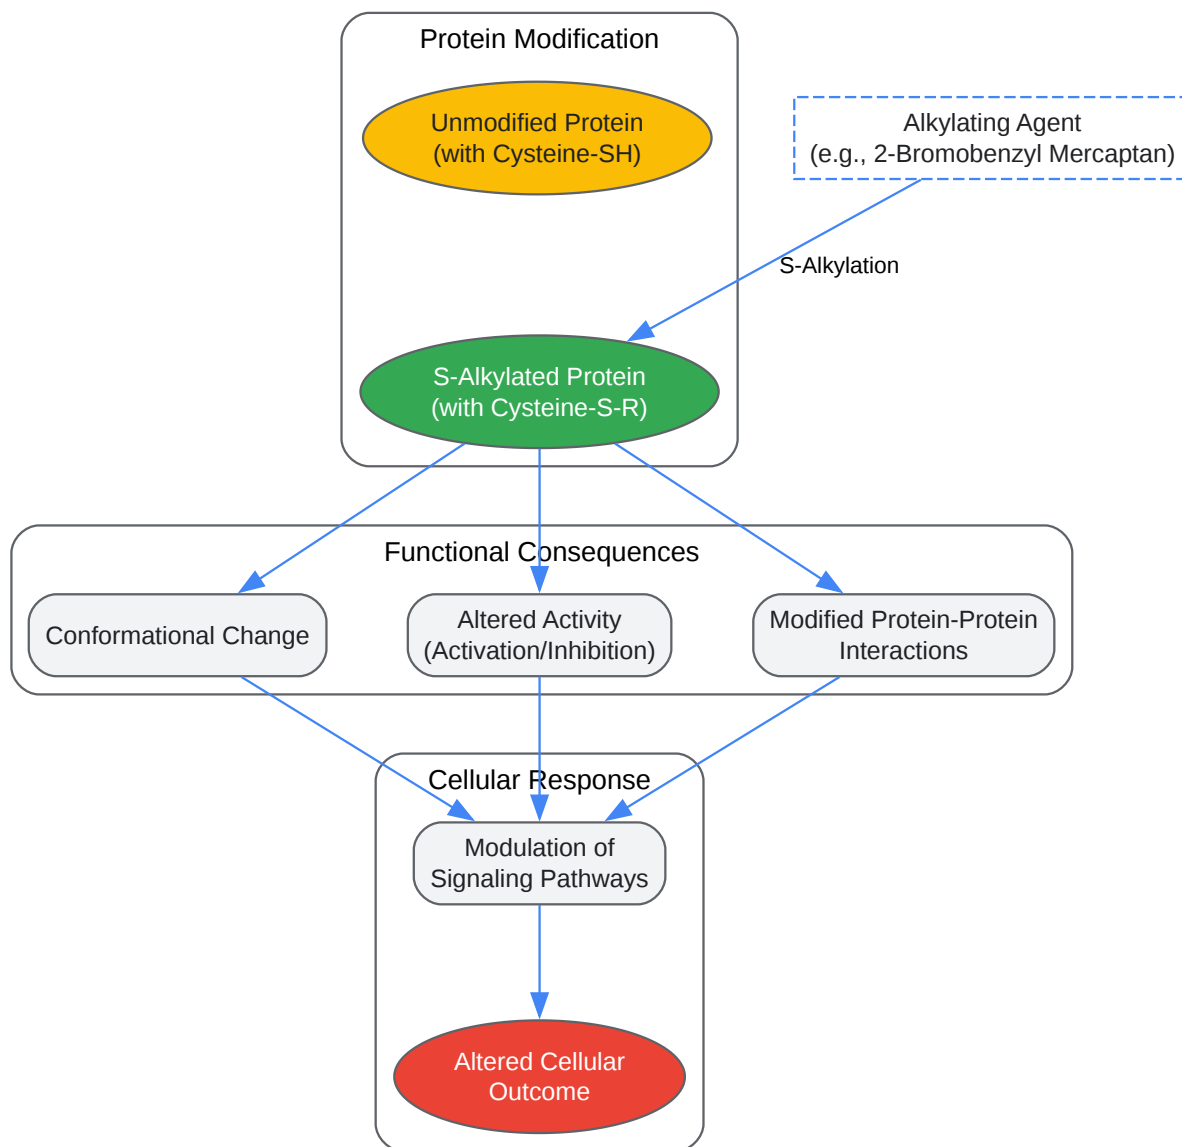 Protein Modification
Unmodified Protein
(with Cysteine-SH)
Alkylating Agent
(e.g., 2-Bromobenzyl Mercaptan)
S-Alkylation
S-Alkylated Protein
(with Cysteine-S-R)
Functional Consequences
Conformational Change
Altered Activity
(Activation/Inhibition)
Modified Protein-Protein
Interactions
Cellular Response
Modulation of
Signaling Pathways
Altered Cellular
Outcome